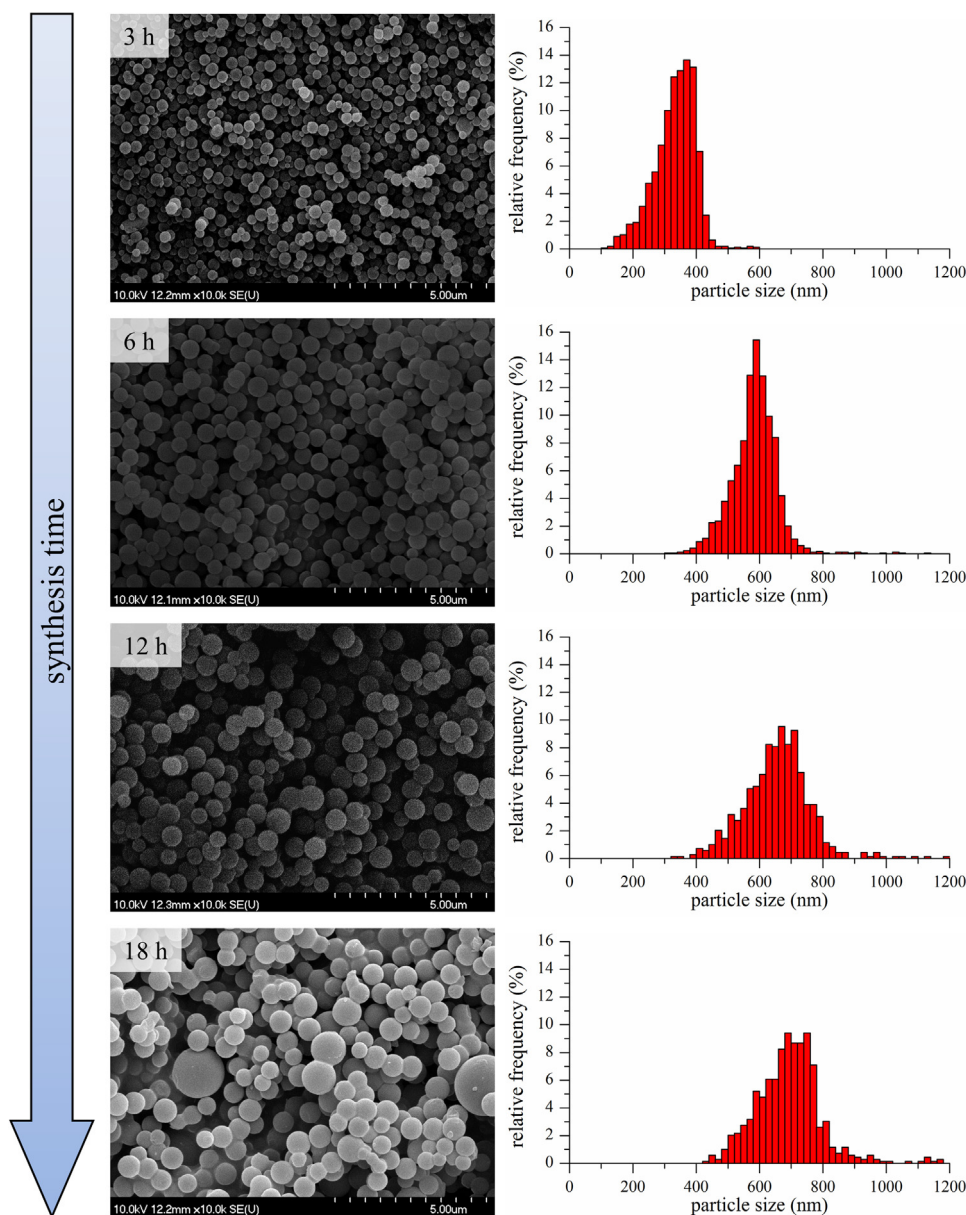 synthesis time
3 h
10.0kV 12.2mm x10.0k SE(U) 5.00um
relative frequency (%)
16
14
12
10
8
6
4
2
0
0 200 400 600 800 1000 1200
particle size (nm)
6 h
10.0kV 12.1mm x10.0k SE(U) 5.00um
relative frequency (%)
16
14
12
10
8
6
4
2
0
0 200 400 600 800 1000 1200
particle size (nm)
12 h
10.0kV 12.3mm x10.0k SE(U) 5.00um
relative frequency (%)
16
14
12
10
8
6
4
2
0
0 200 400 600 800 1000 1200
particle size (nm)
18 h
10.0kV 12.2mm x10.0k SE(U) 5.00um
relative frequency (%)
16
14
12
10
8
6
4
2
0
0 200 400 600 800 1000 1200
particle size (nm)